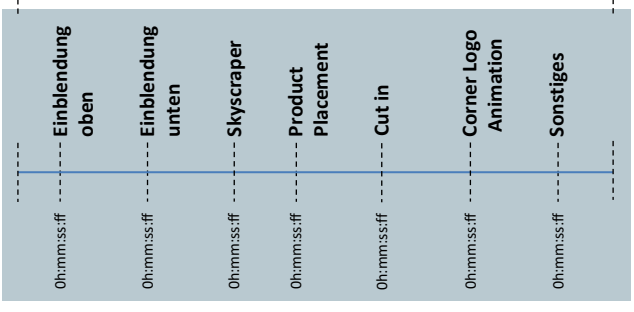 Einblendung
oben
Einblendung
unten
Skyscraper
Product
Placement
Cut in
Corner Logo
Animation
Sonstiges
0h:mm:ss:ff
0h:mm:ss:ff
0h:mm:ss:ff
0h:mm:ss:ff
0h:mm:ss:ff
0h:mm:ss:ff
0h:mm:ss:ff